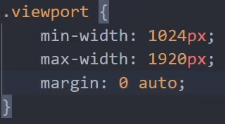 .viewport {
    min-width: 1024px;
    max-width: 1920px;
    margin: 0 auto;
}